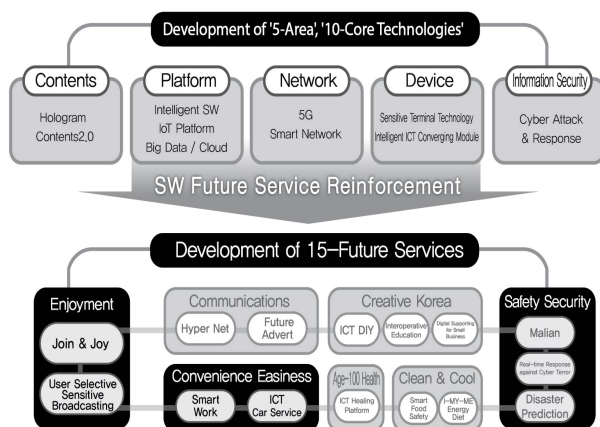 Development of '5-Area', '10-Core Technologies'
Contents
Hologram
Contents2.0
Platform
Intelligent SW
IoT Platform
Big Data / Cloud
Network
5G
Smart Network
Device
Sensitive Terminal Technology
Intelligent ICT Converging Module
Information Security
Cyber Attack
& Response
SW Future Service Reinforcement
Development of 15-Future Services
Enjoyment
Join & Joy
User Selective
Sensitive
Broadcasting
Communications
Hyper Net
Future
Advert
Creative Korea
ICT DIY
Interoperative
Education
Digital Supporting
for Small
Business
Safety Security
Malian
Real-time Response
against Cyber Terror
Disaster
Prediction
Convenience Easiness
Smart
Work
ICT
Car Service
Age-100 Health
ICT Healing
Platform
Clean & Cool
Smart
Food
Safety
I-MY-ME
Energy
Diet